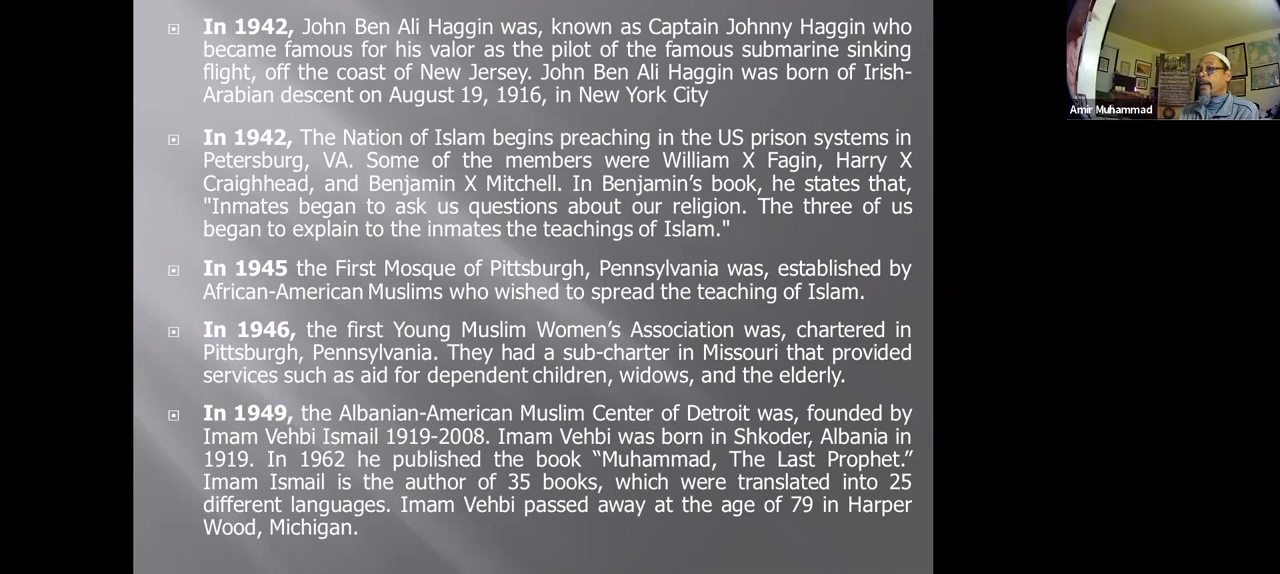 In 1942, John Ben Ali Haggin was, known as Captain Johnny Haggin who
became famous for his valor as the pilot of the famous submarine sinking
flight, off the coast of New Jersey. John Ben Ali Haggin was born of Irish-
Arabian descent on August 19, 1916, in New York City
In 1942, The Nation of Islam begins preaching in the US prison systems in
Petersburg, VA. Some of the members were William X Fagin, Harry X
Craighhead, and Benjamin X Mitchell. In Benjamin’s book, he states that,
"Inmates began to ask us questions about our religion. The three of us
began to explain to the inmates the teachings of Islam."
In 1945 the First Mosque of Pittsburgh, Pennsylvania was, established by
African-American Muslims who wished to spread the teaching of Islam.
In 1946, the first Young Muslim Women’s Association was, chartered in
Pittsburgh, Pennsylvania. They had a sub-charter in Missouri that provided
services such as aid for dependent children, widows, and the elderly.
In 1949, the Albanian-American Muslim Center of Detroit was, founded by
Imam Vehbi Ismail 1919-2008. Imam Vehbi was born in Shkoder, Albania in
1919. In 1962 he published the book “Muhammad, The Last Prophet.”
Imam Ismail is the author of 35 books, which were translated into 25
different languages. Imam Vehbi passed away at the age of 79 in Harper
Wood, Michigan.
Amir Muhammad